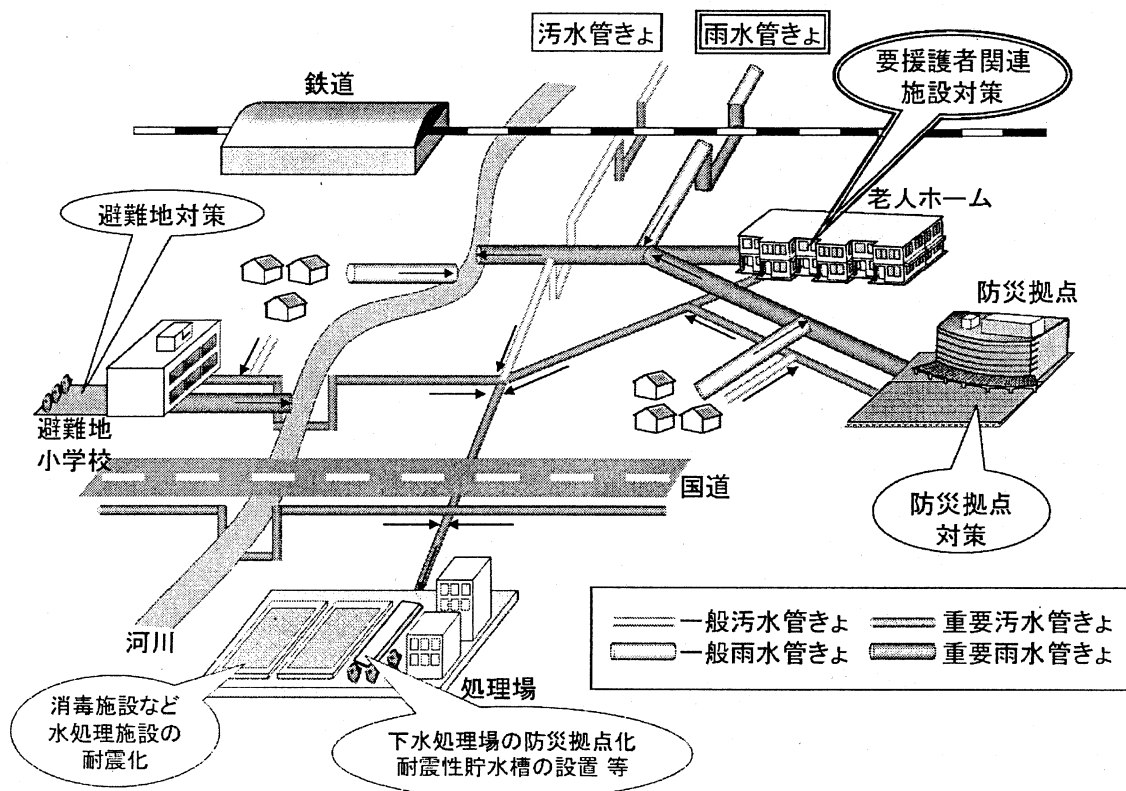 汚水管きょ
雨水管きょ
要援護者関連
施設対策
鉄道
避難地対策
老人ホーム
防災拠点
避難地
小学校
国道
防災拠点
対策
河川
処理場
一般汚水管きょ
重要汚水管きょ
一般雨水管きょ
重要雨水管きょ
消毒施設など
水処理施設の
耐震化
下水処理場の防災拠点化
耐震性貯水槽の設置 等